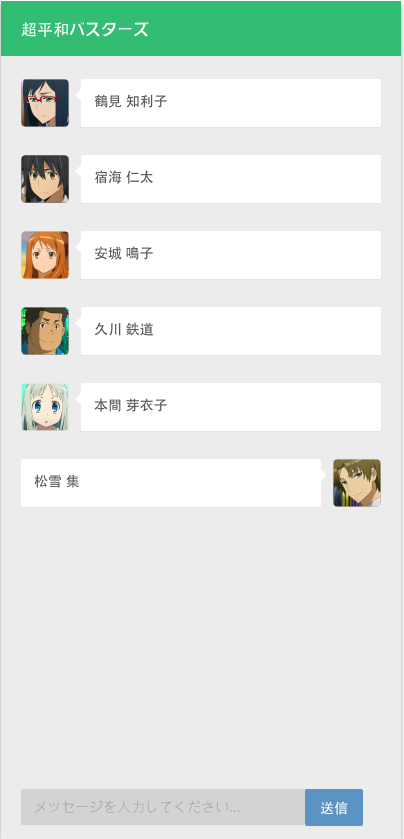 超平和バスターズ
鶴見 知利子
宿海 仁太
安城 鳴子
久川 鉄道
本間 芽衣子
松雪 集
メッセージを入力してください...
送信